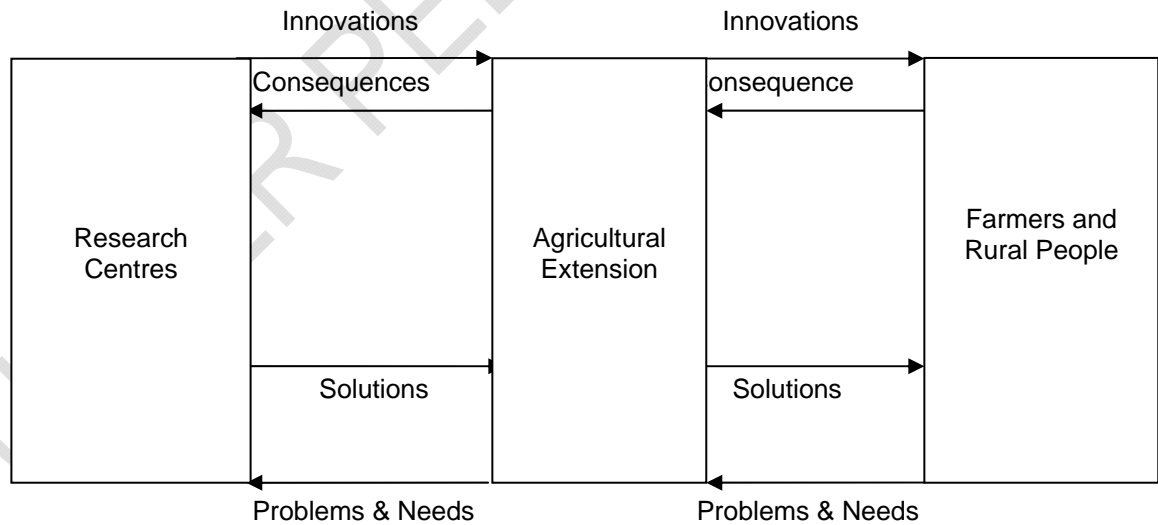 Innovations
Innovations
Consequences
onsequence
Research
Centres
Agricultural
Extension
Farmers and
Rural People
Solutions
Solutions
Problems & Needs
Problems & Needs